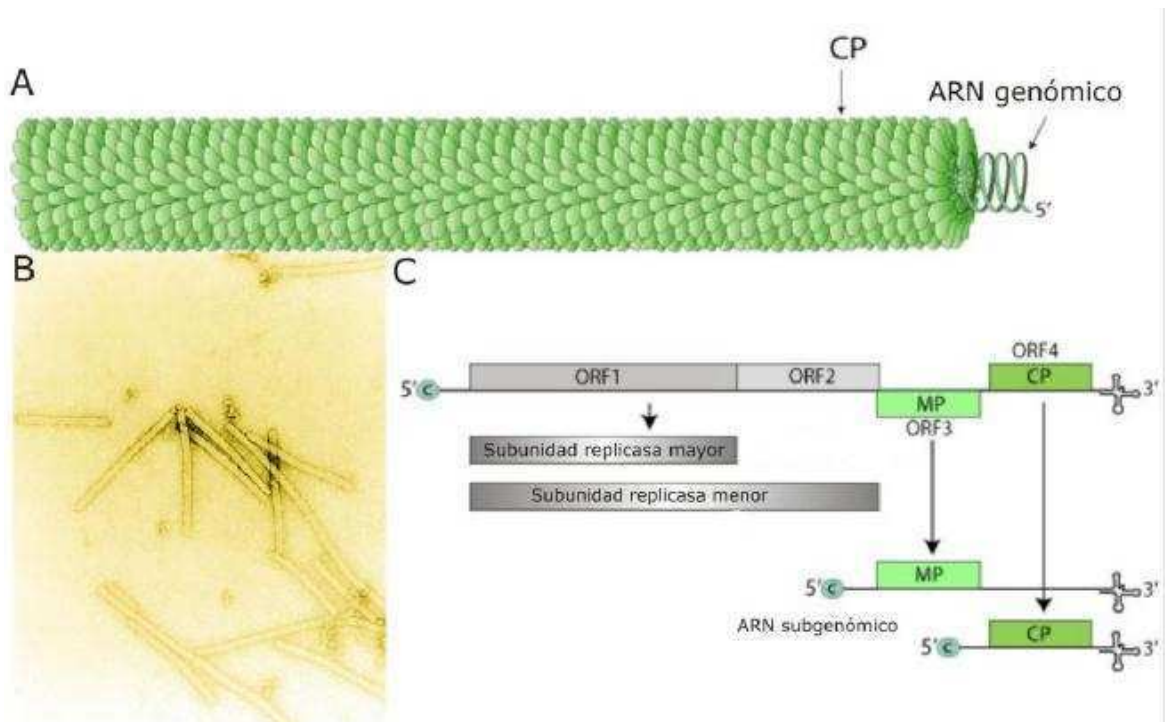 A
CP
ARN genómico
5'
B
C
ORF4
5' c
ORF1
ORF2
CP
3'
MP
ORF3
Subunidad replicasa mayor
Subunidad replicasa menor
MP
5' c
3'
ARN subgenómico
CP
5' c
3'